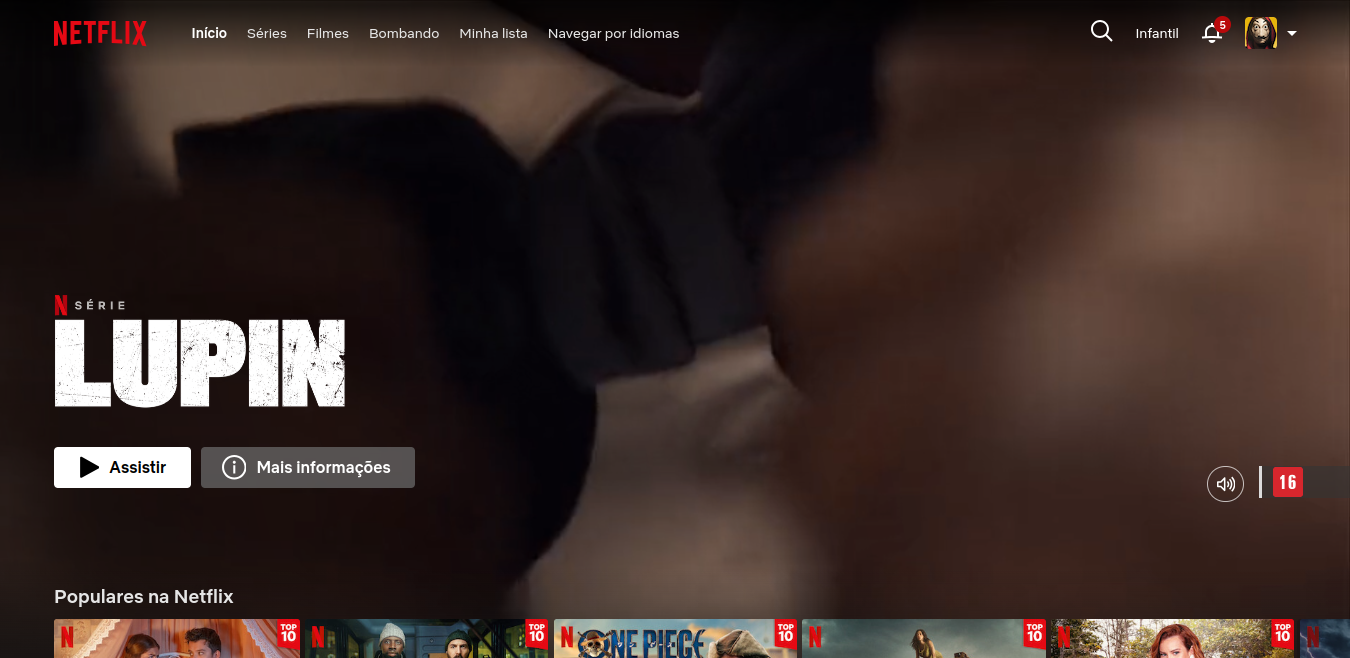 NETFLIX Início Séries Filmes Bombando Minha lista Navegar por idiomas Infantil 5
N SÉRIE
LUPIN
Assistir Mais informações
16
Populares na Netflix
N TOP 10 N TOP 10 N ONE PIECE TOP 10 N TOP 10 N TOP 10 N